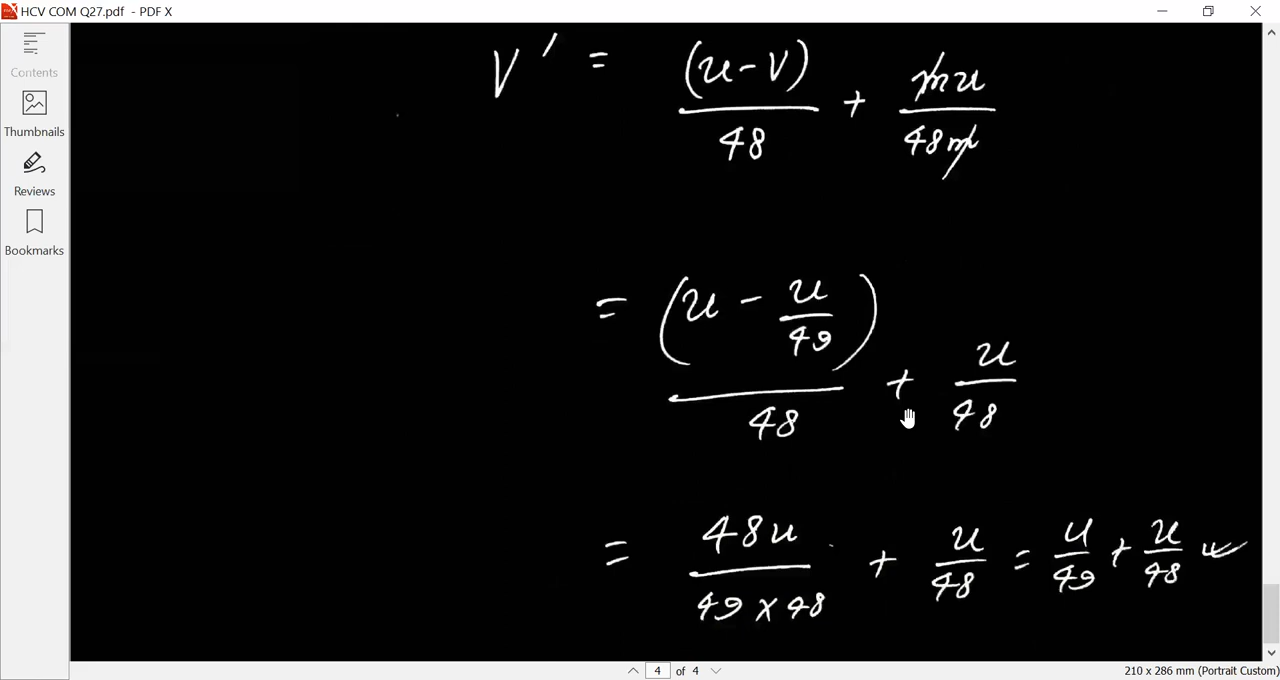 HCV COM Q27.pdf - PDF X
Contents
Thumbnails
Reviews
Bookmarks
V' = (u-V)/48 + mu/48m
= (u - u/49)/48 + u/48
= 48u/49×48 + u/48 = u/49 + u/48
4 of 4
210 x 286 mm (Portrait Custom)